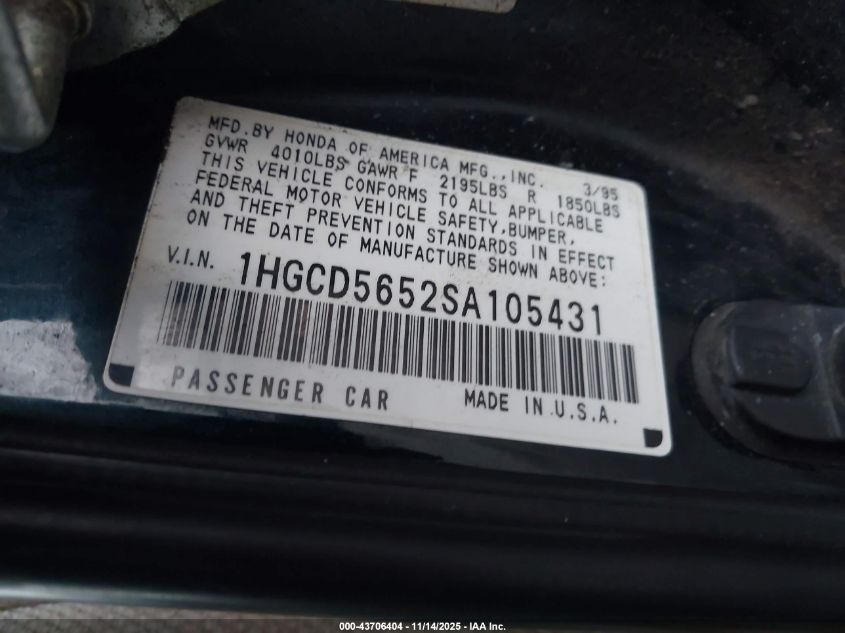 MFD.BY HONDA OF AMERICA MFG.,INC. 3/95
GVWR 4010LBS GAWR F 2195LBS R 1850LBS
THIS VEHICLE CONFORMS TO ALL APPLICABLE
FEDERAL MOTOR VEHICLE SAFETY,BUMPER,
AND THEFT PREVENTION STANDARDS IN EFFECT
ON THE DATE OF MANUFACTURE SHOWN ABOVE:
V.I.N. 1HGCD5652SA105431
PASSENGER CAR MADE IN U.S.A.
000-43706404 - 11/14/2025 - IAA Inc.